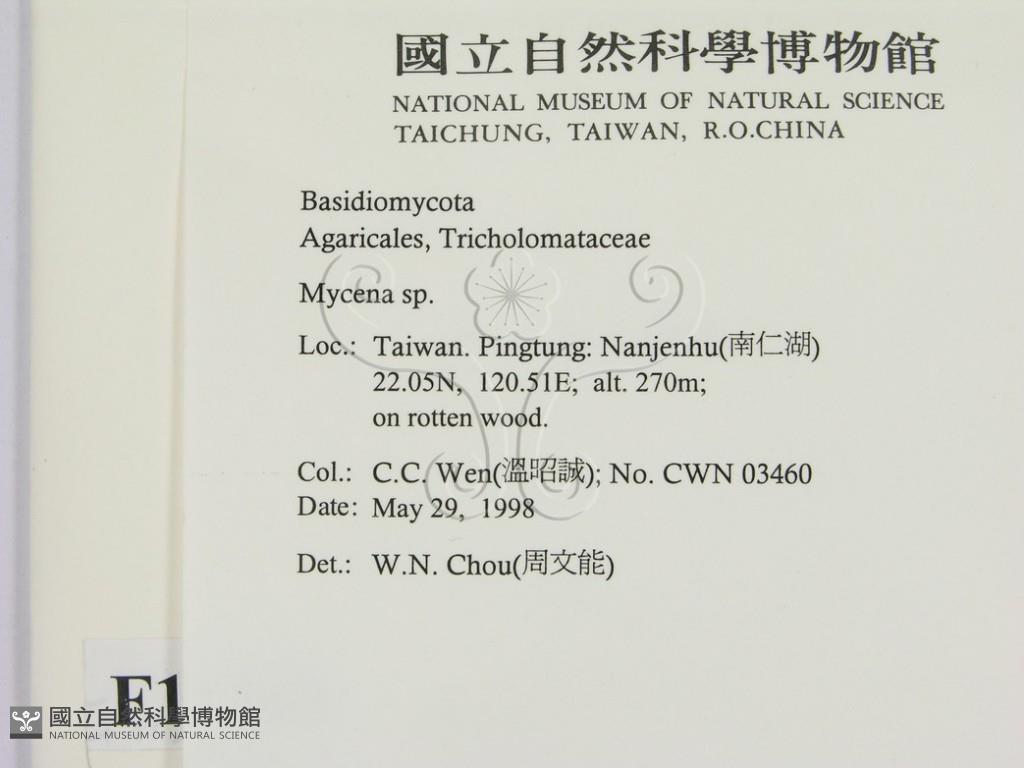 國立自然科學博物館
NATIONAL MUSEUM OF NATURAL SCIENCE
TAICHUNG, TAIWAN, R.O.CHINA
Basidiomycota
Agaricales, Tricholomataceae
Mycena sp.
Loc.: Taiwan. Pingtung: Nanjenhu(南仁湖)
22.05N, 120.51E; alt. 270m;
on rotten wood.
Col.: C.C. Wen(溫昭誠); No. CWN 03460
Date: May 29, 1998
Det.: W.N. Chou(周文能)
F1
國立自然科學博物館
NATIONAL MUSEUM OF NATURAL SCIENCE